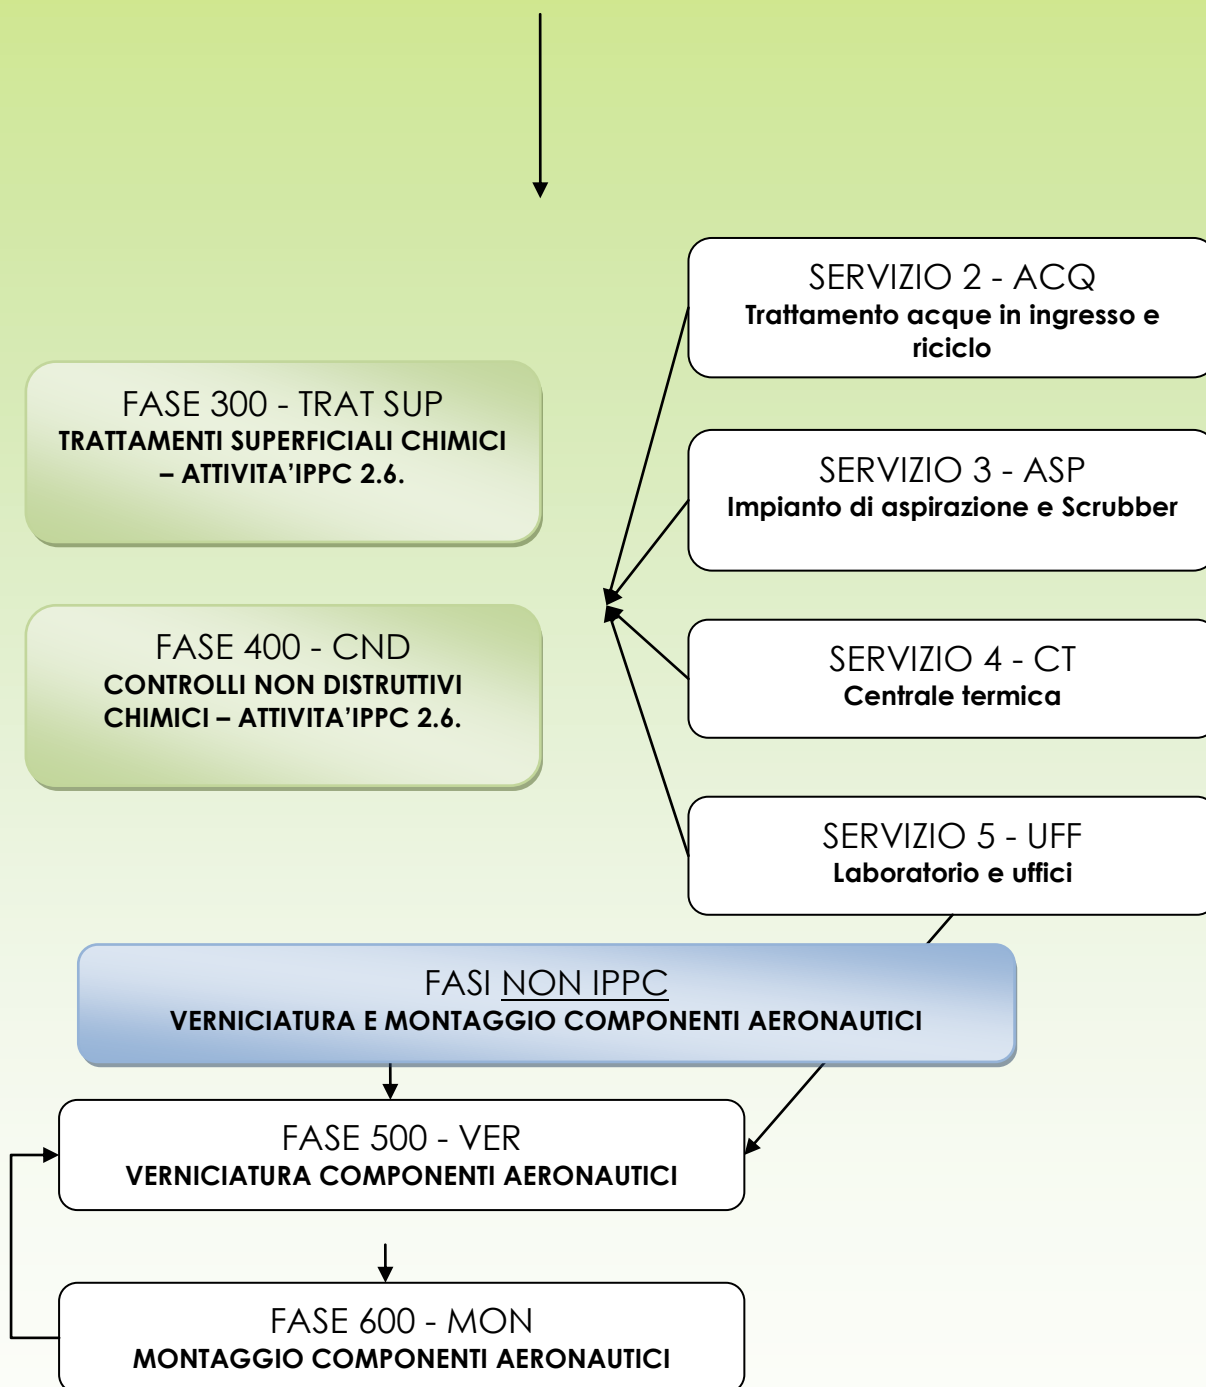 SERVIZIO 2 - ACQ
Trattamento acque in ingresso e
riciclo
FASE 300 - TRAT SUP
TRATTAMENTI SUPERFICIALI CHIMICI
– ATTIVITA'IPPC 2.6.
SERVIZIO 3 - ASP
Impianto di aspirazione e Scrubber
FASE 400 - CND
CONTROLLI NON DISTRUTTIVI
CHIMICI – ATTIVITA'IPPC 2.6.
SERVIZIO 4 - CT
Centrale termica
SERVIZIO 5 - UFF
Laboratorio e uffici
FASI NON IPPC
VERNICIATURA E MONTAGGIO COMPONENTI AERONAUTICI
FASE 500 - VER
VERNICIATURA COMPONENTI AERONAUTICI
FASE 600 - MON
MONTAGGIO COMPONENTI AERONAUTICI